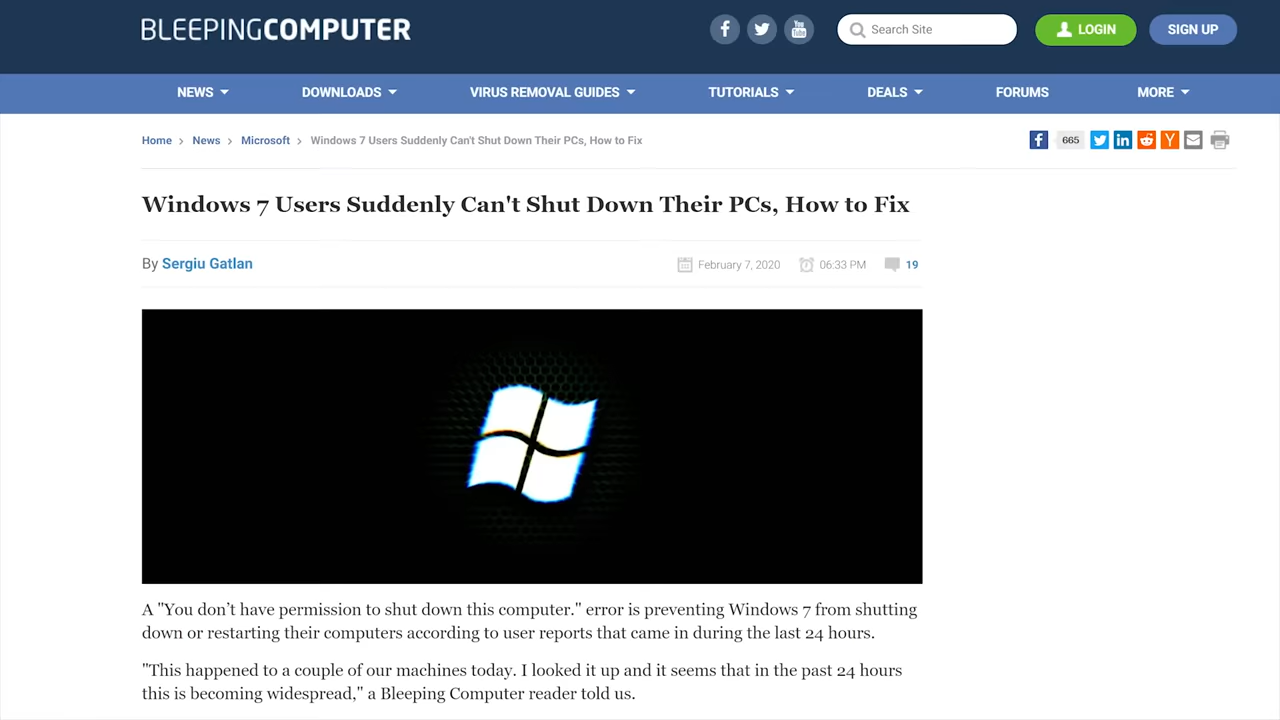 BLEEPINGCOMPUTER
Search Site
LOGIN
SIGN UP
NEWS
DOWNLOADS
VIRUS REMOVAL GUIDES
TUTORIALS
DEALS
FORUMS
MORE
Home > News > Microsoft > Windows 7 Users Suddenly Can't Shut Down Their PCs, How to Fix
665
Windows 7 Users Suddenly Can't Shut Down Their PCs, How to Fix
By Sergiu Gatlan
February 7, 2020
06:33 PM
19
A "You don’t have permission to shut down this computer." error is preventing Windows 7 from shutting
down or restarting their computers according to user reports that came in during the last 24 hours.
"This happened to a couple of our machines today. I looked it up and it seems that in the past 24 hours
this is becoming widespread," a Bleeping Computer reader told us.